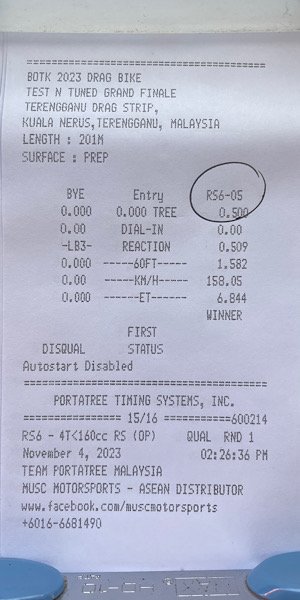 ================================================
BOTK 2023 DRAG BIKE
TEST N TUNED GRAND FINALE
TERENGGANU DRAG STRIP,
KUALA NERUS,TERENGGANU, MALAYSIA
LENGTH : 201M
SURFACE : PREP
BYE Entry RS6-05
0.000 0.000 TREE 0.500
0.00 DIAL-IN 0.00
-LB3- REACTION 0.509
0.000 ------60FT------ 1.582
0.00 ------KM/H------ 158.05
0.000 -------ET------- 6.844
WINNER
FIRST
DISQUAL STATUS
Autostart Disabled
================================================
PORTATREE TIMING SYSTEMS, INC.
================ 15/16 ===========600214
RS6 - 4T<160cc RS (OP) QUAL RND 1
November 4, 2023 02:26:36 PM
TEAM PORTATREE MALAYSIA
MUSC MOTORSPORTS - ASEAN DISTRIBUTOR
www.facebook.com/muscmotorsports
+6016-6681490